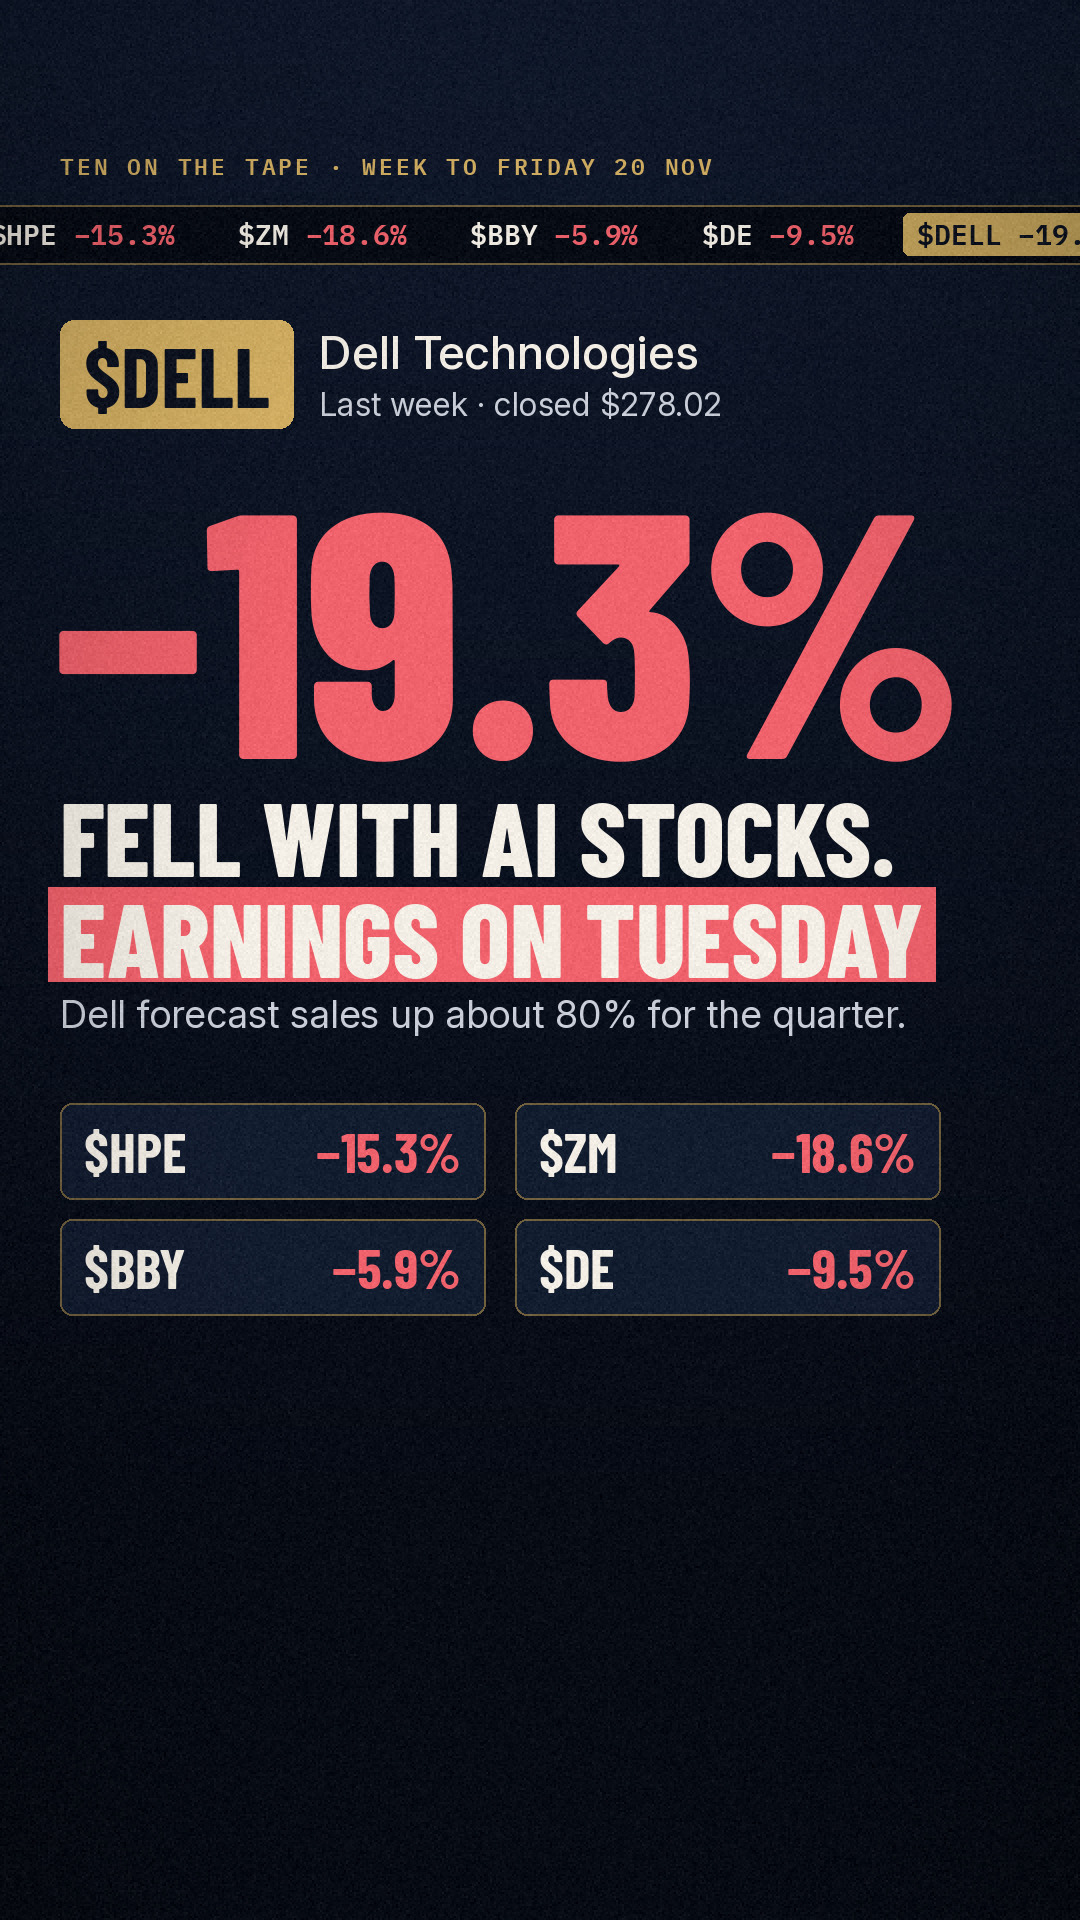 TEN ON THE TAPE · WEEK TO FRIDAY 20 NOV
$HPE −15.3% $ZM −18.6% $BBY −5.9% $DE −9.5% $DELL −19.
$DELL
Dell Technologies
Last week · closed $278.02
−19.3%
FELL WITH AI STOCKS.
EARNINGS ON TUESDAY
Dell forecast sales up about 80% for the quarter.
$HPE −15.3%
$ZM −18.6%
$BBY −5.9%
$DE −9.5%